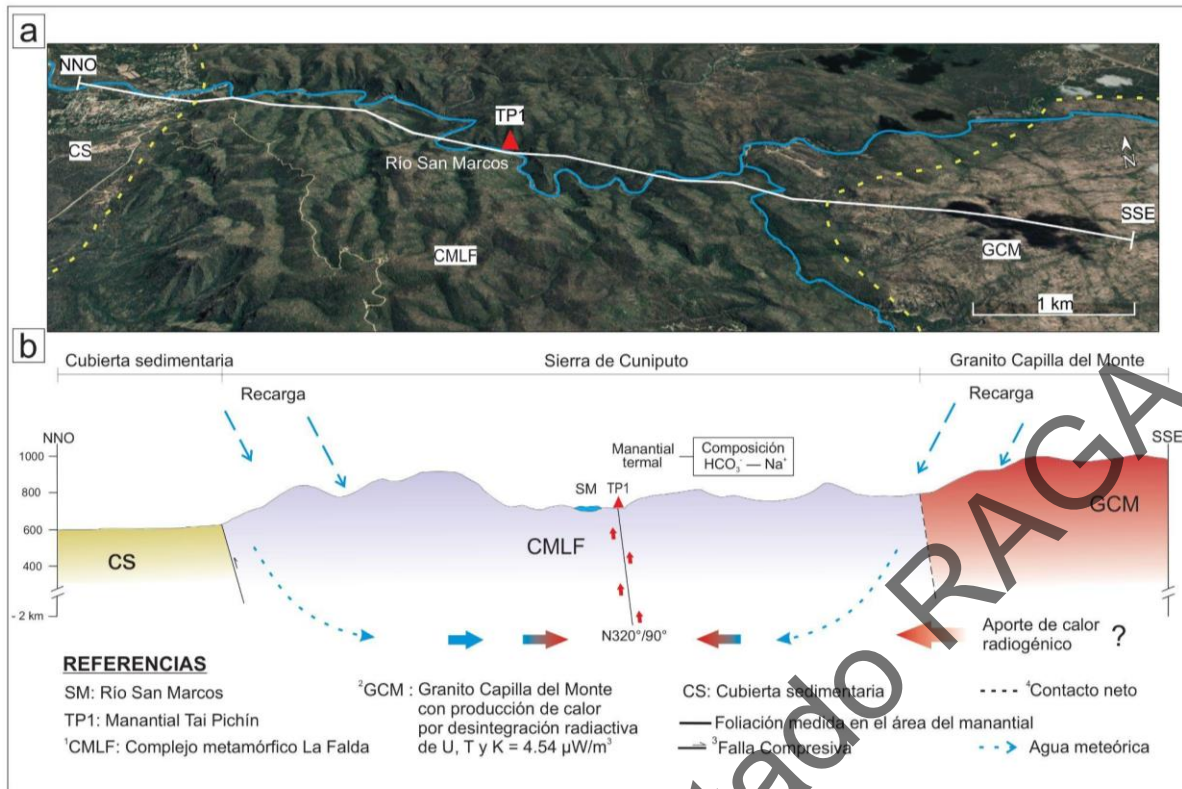 a
NNO
CS
TP1
Río San Marcos
CMLF
GCM
N
SSE
1 km
b
Cubierta sedimentaria
Sierra de Cuniputo
Granito Capilla del Monte
Recarga
Recarga
NNO
SSE
1000
800
600
400
- 2 km
Manantial
termal
Composición
HCO₃⁻ — Na⁺
SM
TP1
CS
CMLF
GCM
N320°/90°
Aporte de calor
radiogénico
?
REFERENCIAS
SM: Río San Marcos
TP1: Manantial Tai Pichín
¹CMLF: Complejo metamórfico La Falda
²GCM : Granito Capilla del Monte
con producción de calor
por desintegración radiactiva
de U, T y K = 4.54 µW/m³
CS: Cubierta sedimentaria
Foliación medida en el área del manantial
³Falla Compresiva
⁴Contacto neto
Agua meteórica
tado RAGA